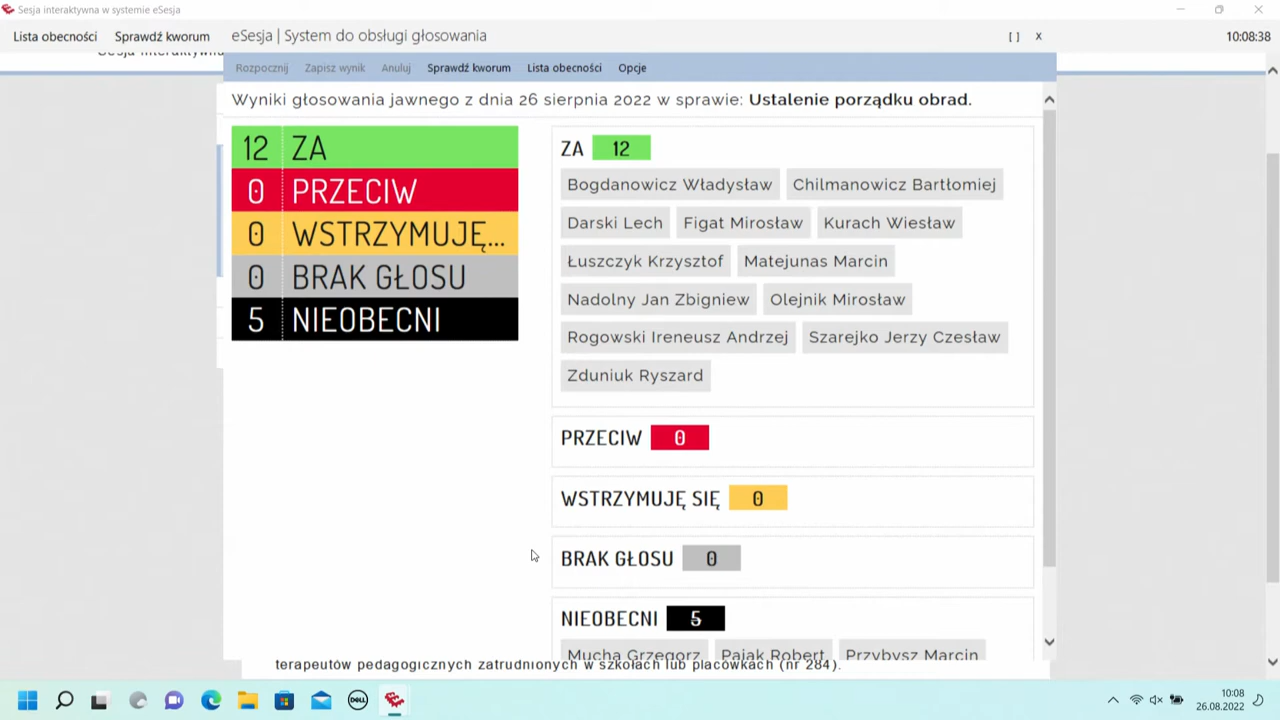 Sesja interaktywna w systemie eSesja
Lista obecności Sprawdź kworum eSesja | System do obsługi głosowania [ ] x 10:08:38
Rozpocznij Zapisz wynik Anuluj Sprawdź kworum Lista obecności Opcje
Wyniki głosowania jawnego z dnia 26 sierpnia 2022 w sprawie: Ustalenie porządku obrad.
12 ZA
0 PRZECIW
0 WSTRZYMUJĘ...
0 BRAK GŁOSU
5 NIEOBECNI
ZA 12
Bogdanowicz Władysław Chilmanowicz Bartłomiej
Darski Lech Figat Mirosław Kurach Wiesław
Łuszczyk Krzysztof Matejunas Marcin
Nadolny Jan Zbigniew Olejnik Mirosław
Rogowski Ireneusz Andrzej Szarejko Jerzy Czesław
Zduniuk Ryszard
PRZECIW 0
WSTRZYMUJĘ SIĘ 0
BRAK GŁOSU 0
NIEOBECNI 5
Mucha Grzegorz Pająk Robert Przybysz Marcin
terapeutów pedagogicznych zatrudnionych w szkołach lub placówkach (nr 284).
DELL
10:08
26.08.2022